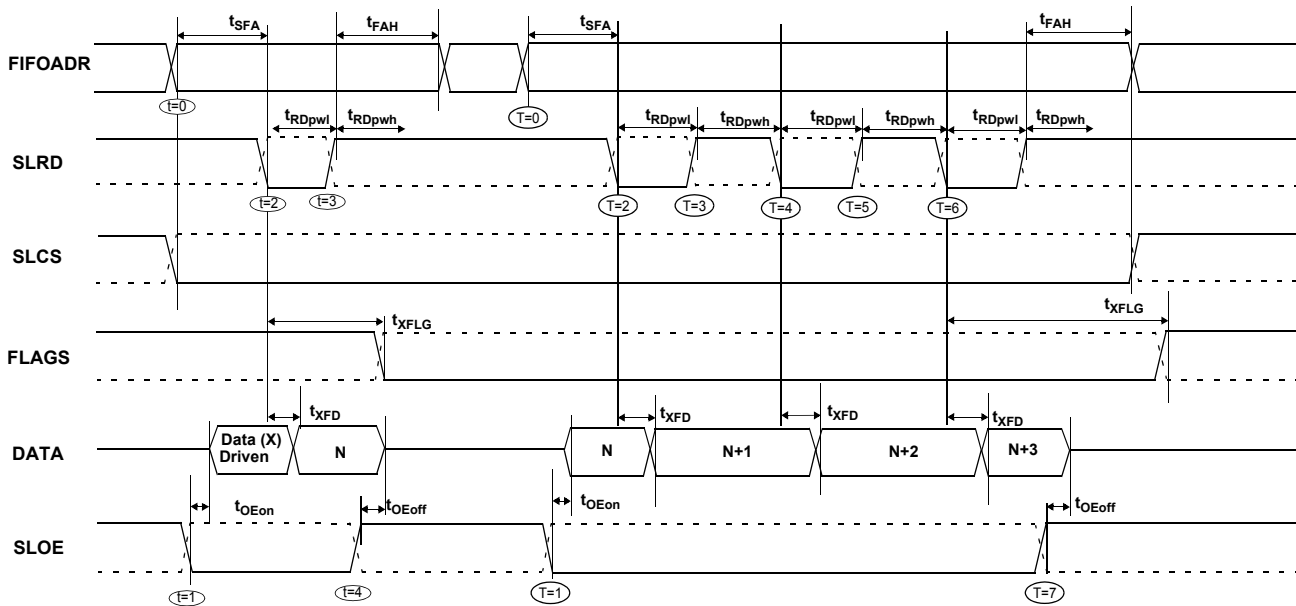 tSFA tFAH tSFA tFAH
FIFOADR
t=0 T=0
tRDpwl tRDpwh tRDpwl tRDpwh tRDpwl tRDpwh tRDpwl tRDpwh
SLRD
t=2 t=3 T=2 T=3 T=4 T=5 T=6
SLCS
tXFLG tXFLG
FLAGS
tXFD tXFD tXFD tXFD
DATA
Data (X)
Driven
N N N+1 N+2 N+3
tOEon tOEoff tOEon tOEoff
SLOE
t=1 t=4 T=1 T=7